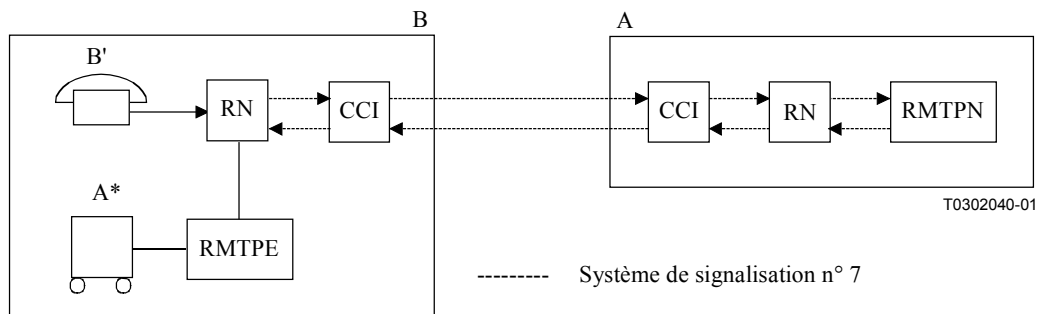 B
A
B'
RN
CCI
CCI
RN
RMTPN
A*
RMTPE
T0302040-01
Système de signalisation n° 7